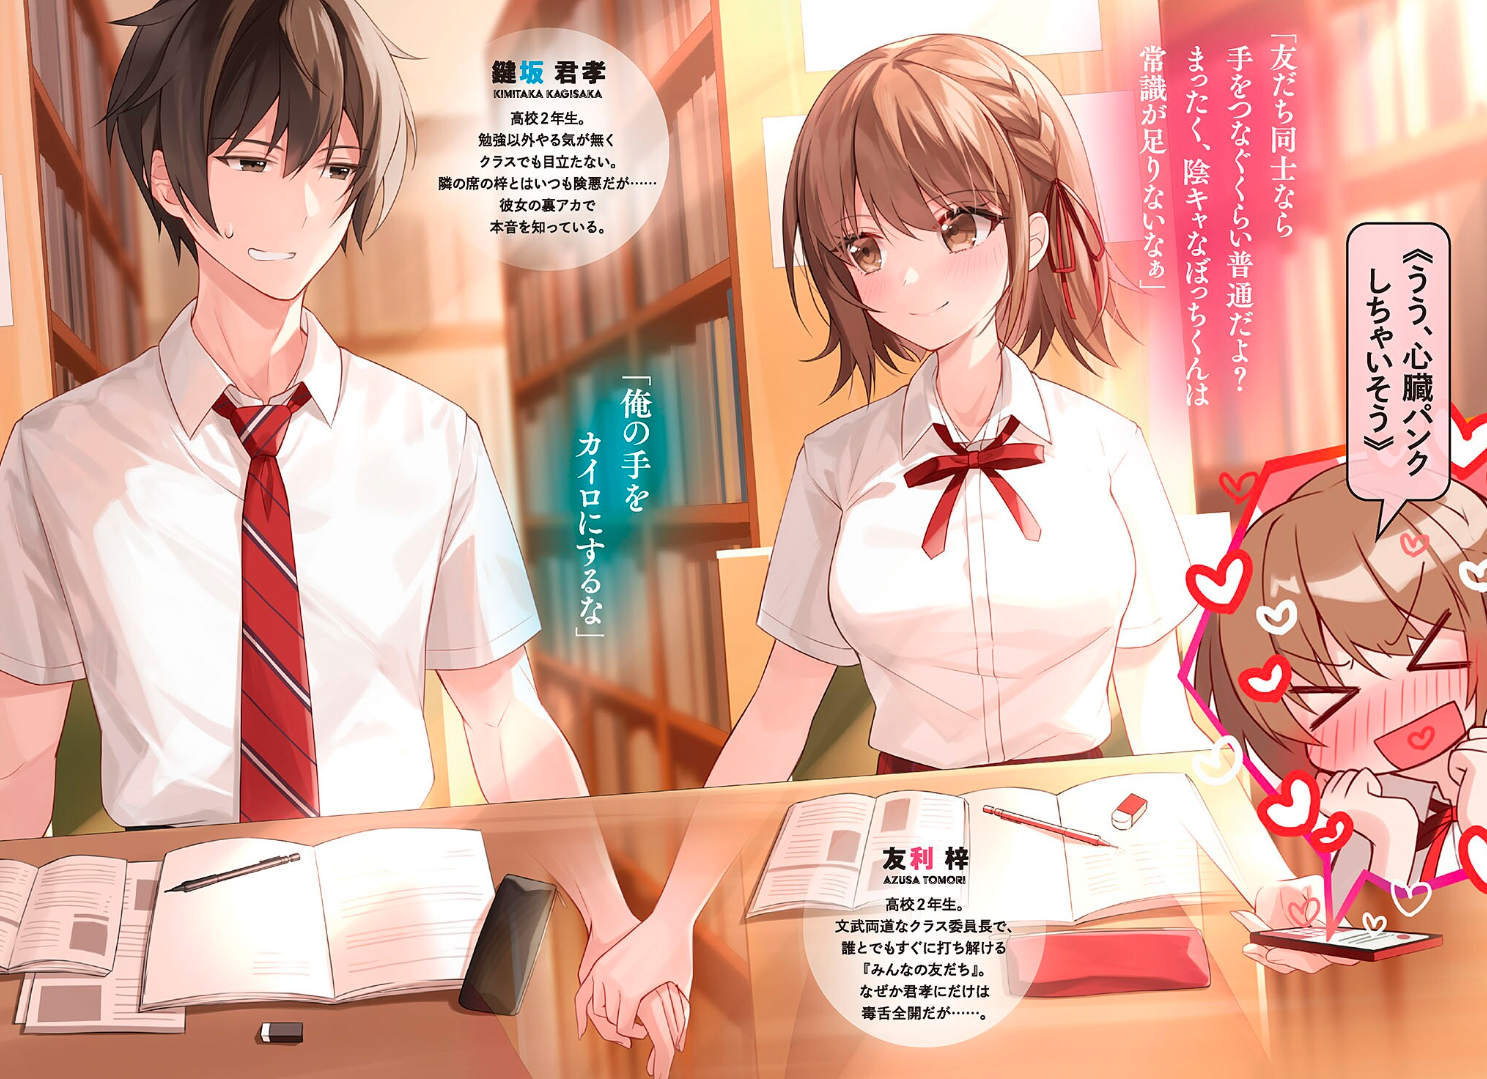 「友だち同士なら
手をつなぐくらい普通だよ？
まったく、陰キャなぼっちくんは
常識が足りないなぁ」
《うう、心臓パンク
しちゃいそう》
「俺の手を
カイロにするな」
鍵坂 君孝
KIMITAKA KAGISAKA
高校2年生。
勉強以外やる気が無く
クラスでも目立たない。
隣の席の梓とはいつも険悪だが……
彼女の裏アカで
本音を知っている。
友利 梓
AZUSA TOMORI
高校2年生。
文武両道なクラス委員長で、
誰とでもすぐに打ち解ける
『みんなの友だち』。
なぜか君孝にだけは
毒舌全開だが……。